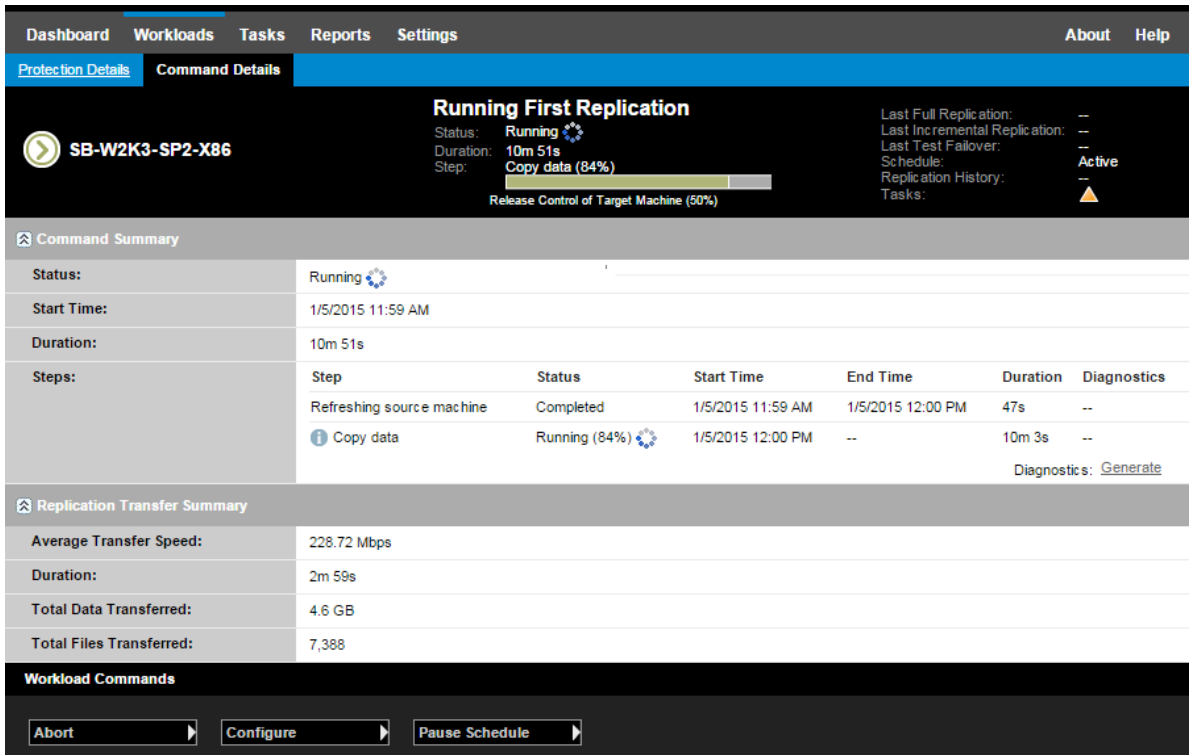 Dashboard Workloads Tasks Reports Settings About Help
Protection Details Command Details
SB-W2K3-SP2-X86
Running First Replication
Status: Running
Duration: 10m 51s
Step: Copy data (84%)
Release Control of Target Machine (50%)
Last Full Replication: --
Last Incremental Replication: --
Last Test Failover: --
Schedule: Active
Replication History: --
Tasks:
Command Summary
Status: Running
Start Time: 1/5/2015 11:59 AM
Duration: 10m 51s
Steps: Step Status Start Time End Time Duration Diagnostics
Refreshing source machine Completed 1/5/2015 11:59 AM 1/5/2015 12:00 PM 47s --
Copy data Running (84%) 1/5/2015 12:00 PM -- 10m 3s --
Diagnostics: Generate
Replication Transfer Summary
Average Transfer Speed: 228.72 Mbps
Duration: 2m 59s
Total Data Transferred: 4.6 GB
Total Files Transferred: 7,388
Workload Commands
Abort Configure Pause Schedule